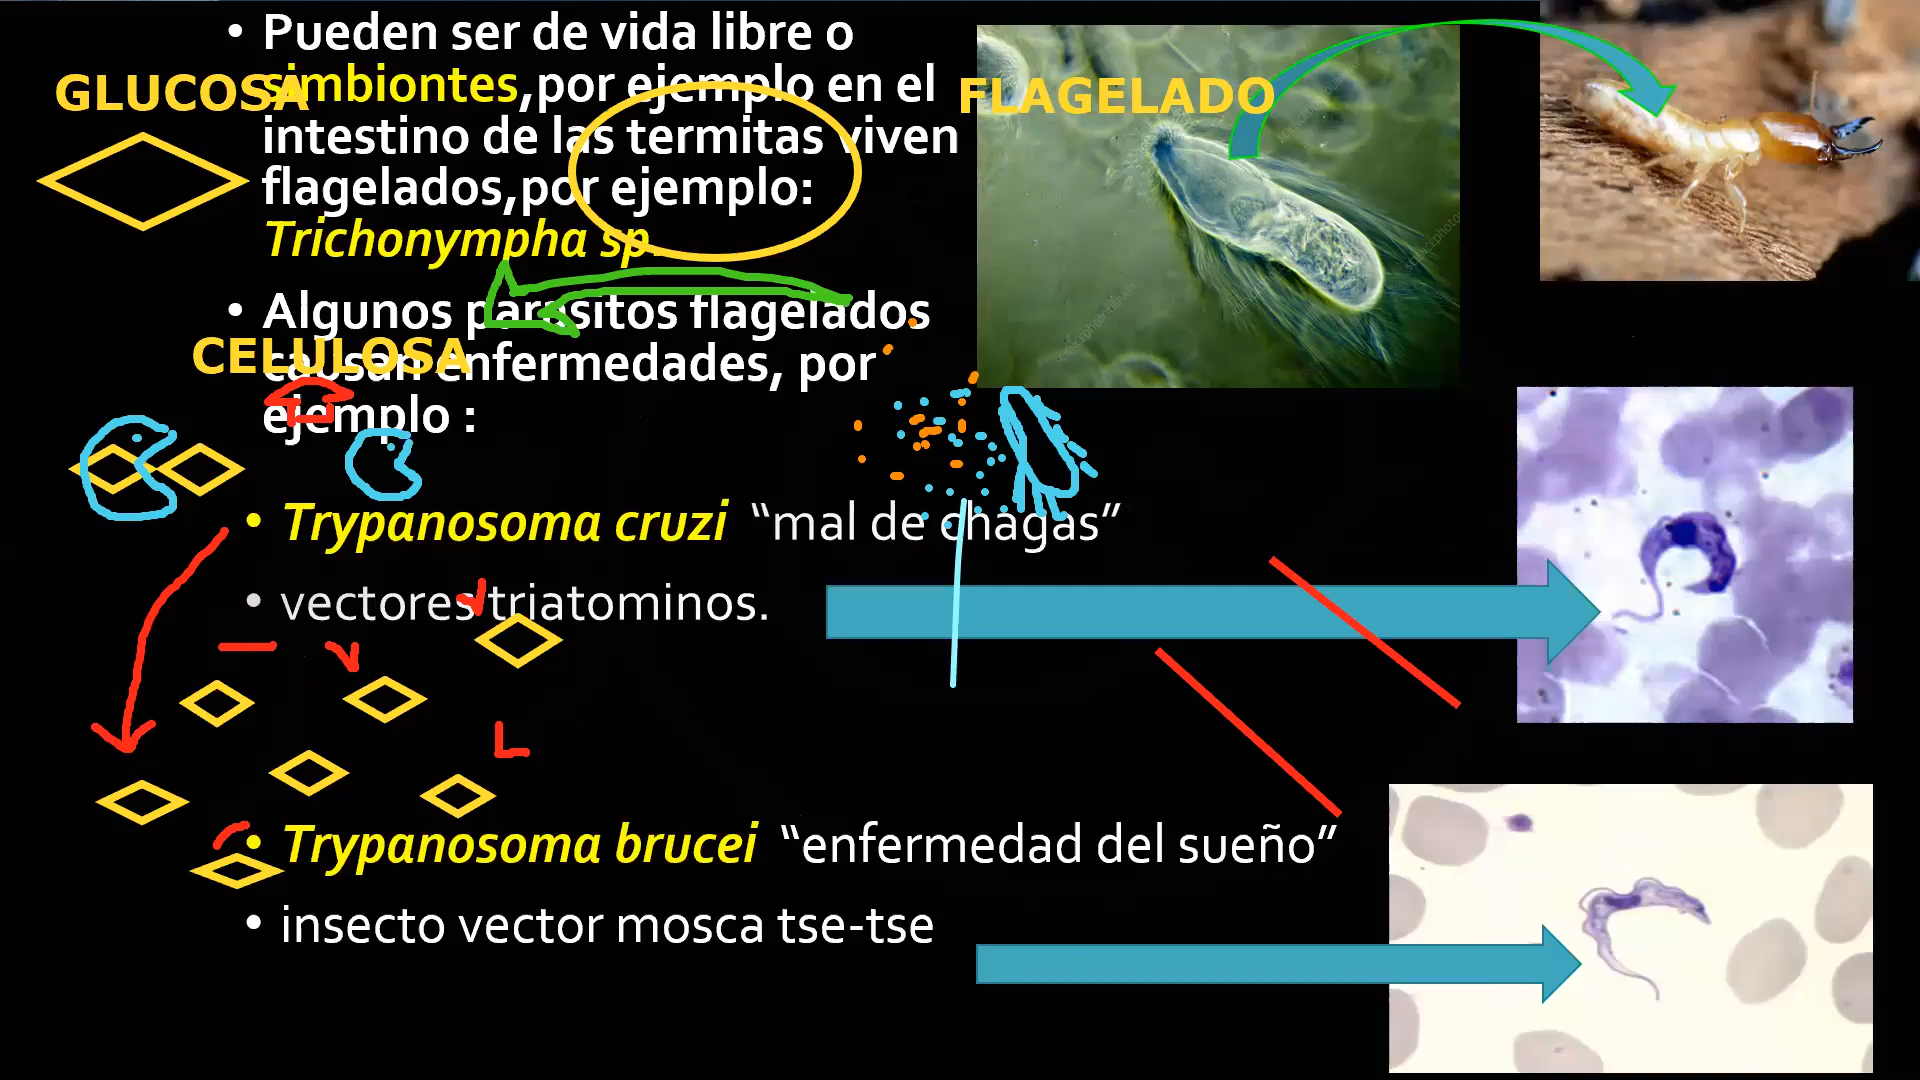 • Pueden ser de vida libre o
GLUCOSA
simbiontes,por ejemplo en el
FLAGELADO
intestino de las termitas viven
flagelados,por ejemplo:
Trichonympha sp.
• Algunos parasitos flagelados
CELULOSA
causan enfermedades, por
ejemplo :
• Trypanosoma cruzi “mal de chagas”
• vectores triatominos.
• Trypanosoma brucei “enfermedad del sueño”
• insecto vector mosca tse-tse